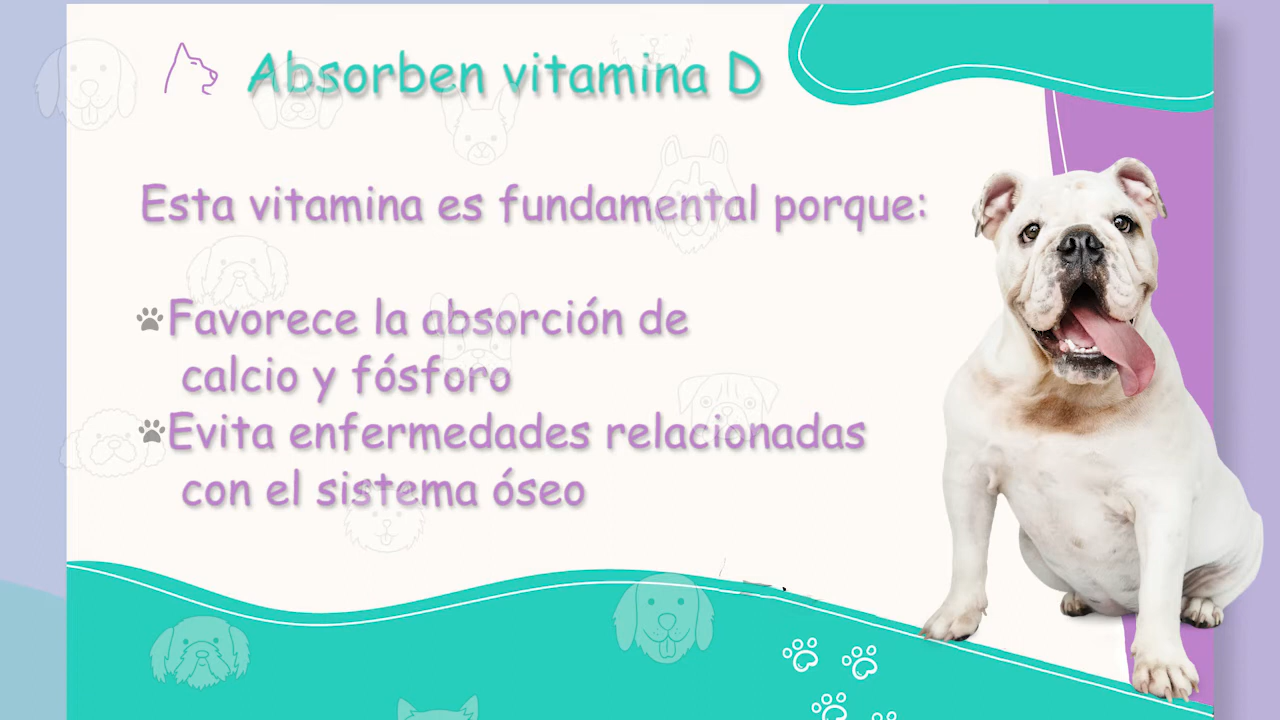 Absorben vitamina D
Esta vitamina es fundamental porque:
Favorece la absorción de
calcio y fósforo
Evita enfermedades relacionadas
con el sistema óseo